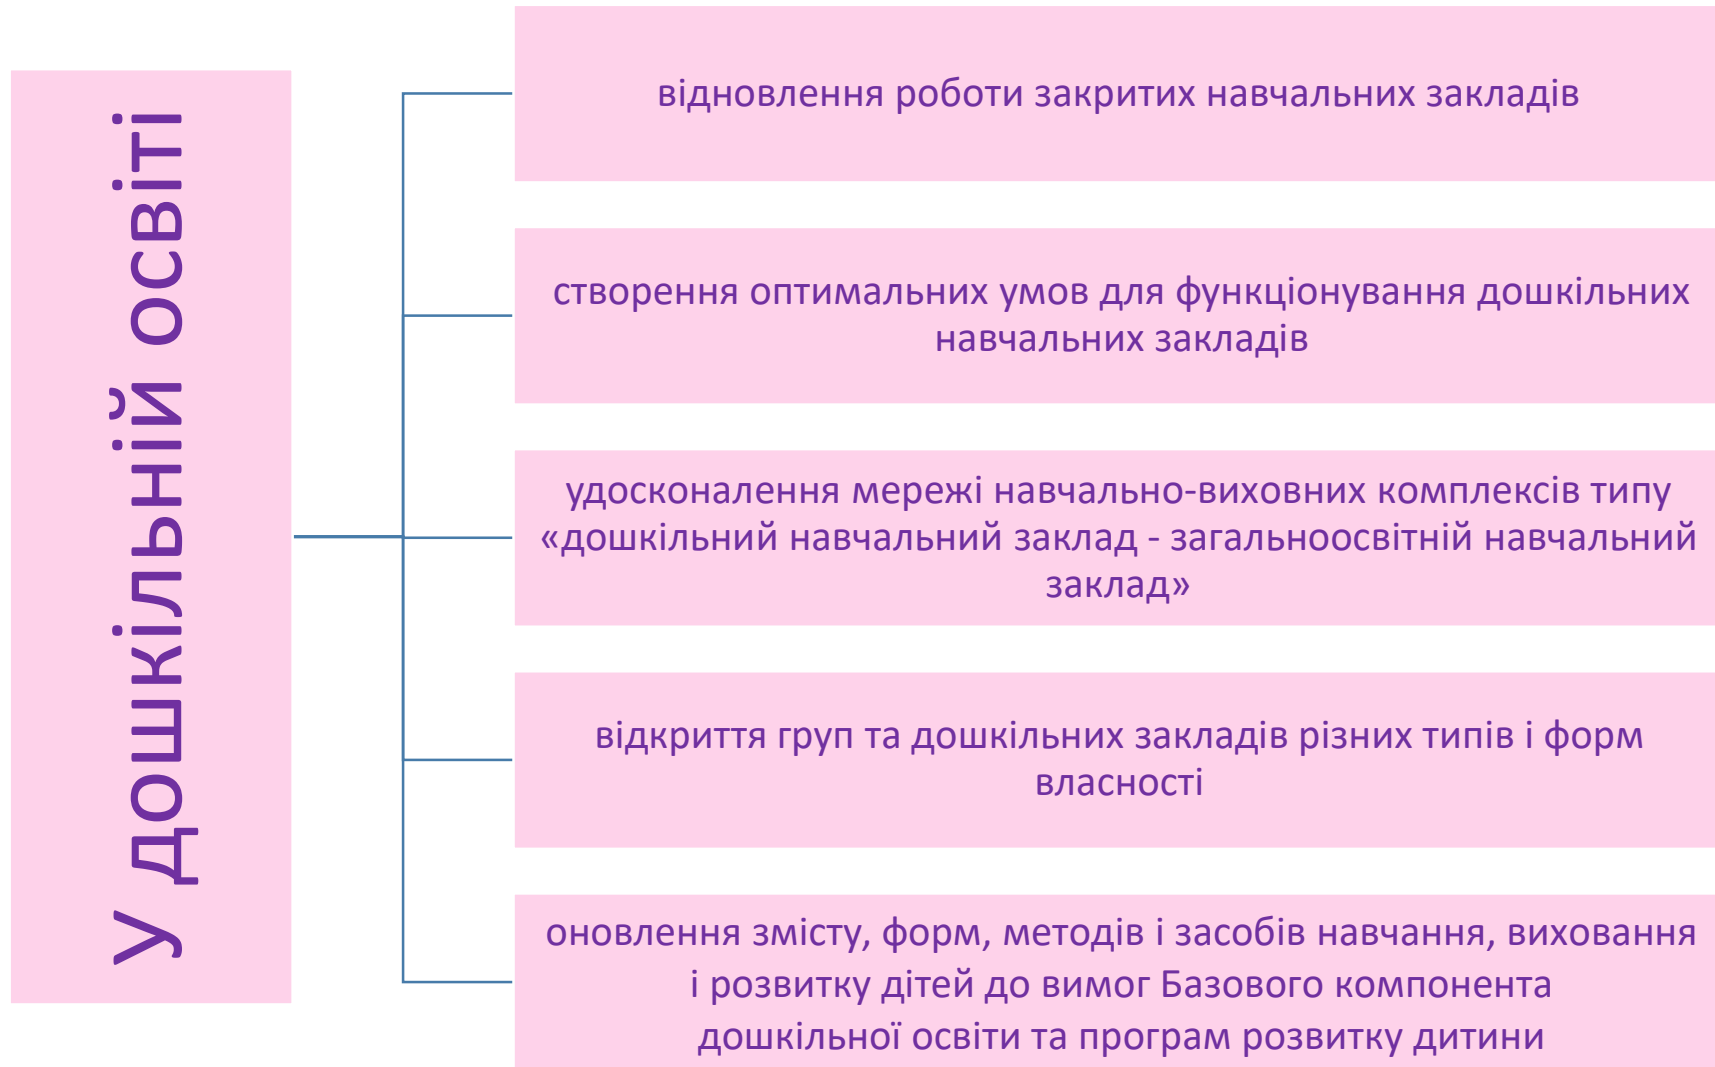 У дошкільній освіті
відновлення роботи закритих навчальних закладів
створення оптимальних умов для функціонування дошкільних
навчальних закладів
удосконалення мережі навчально-виховних комплексів типу
«дошкільний навчальний заклад - загальноосвітній навчальний
заклад»
відкриття груп та дошкільних закладів різних типів і форм
власності
оновлення змісту, форм, методів і засобів навчання, виховання
і розвитку дітей до вимог Базового компонента
дошкільної освіти та програм розвитку дитини